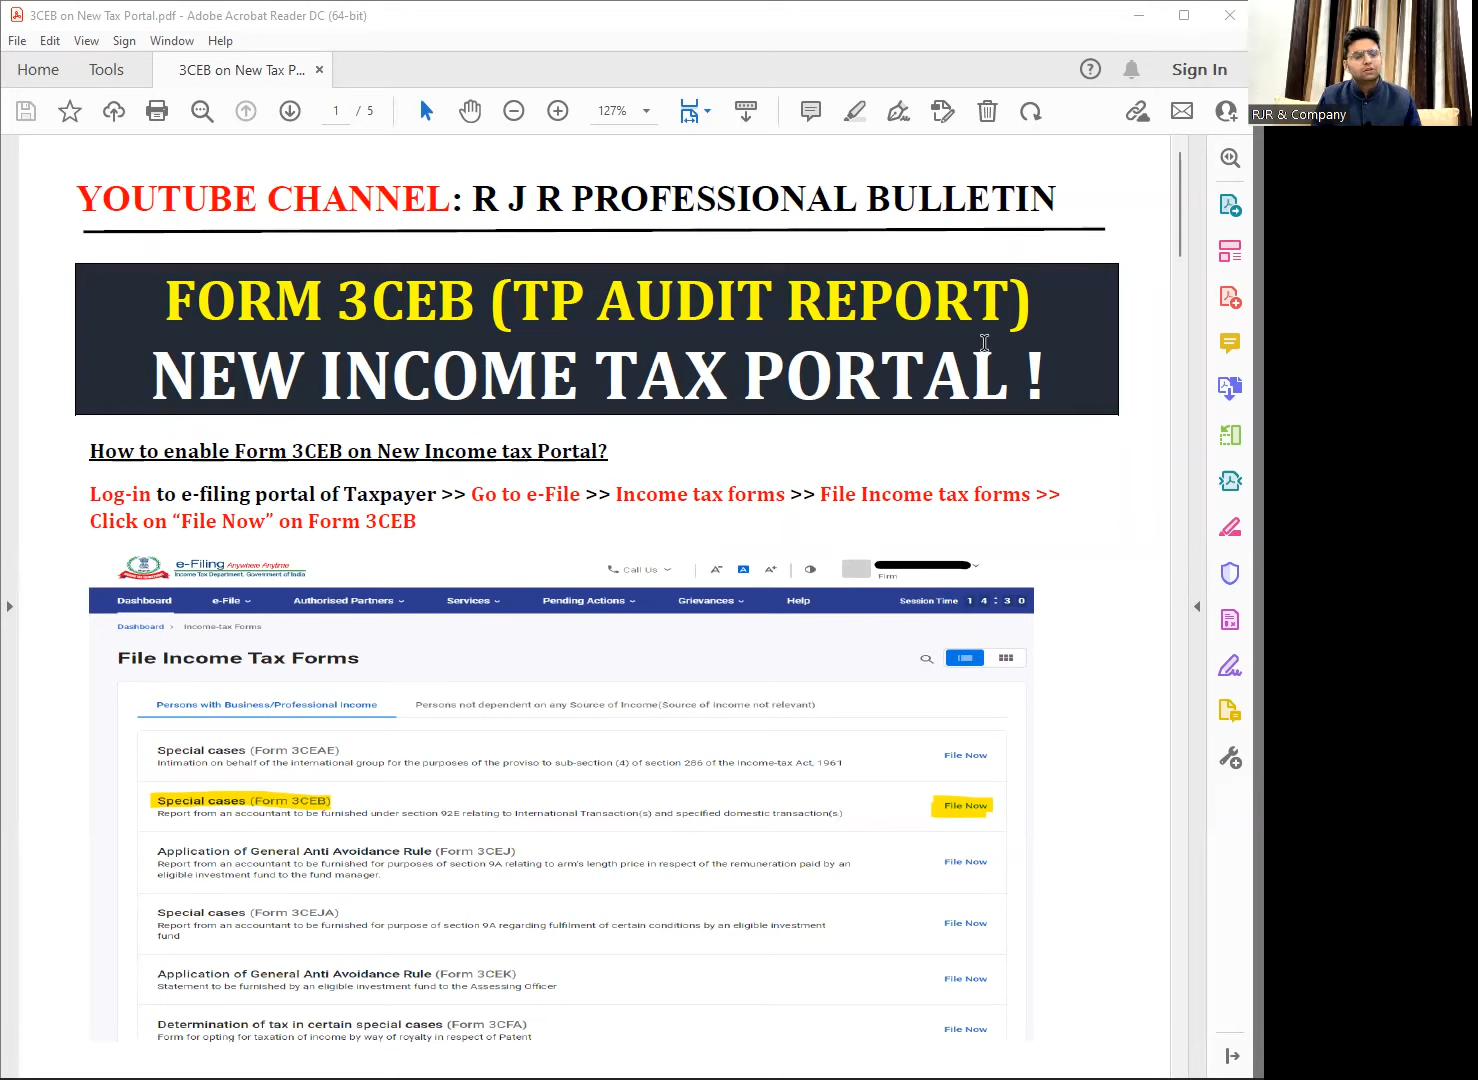 3CEB on New Tax Portal.pdf - Adobe Acrobat Reader DC (64-bit)
File Edit View Sign Window Help
Home Tools 3CEB on New Tax P... × Sign In
1 / 5 127%
RJR & Company
YOUTUBE CHANNEL: R J R PROFESSIONAL BULLETIN
FORM 3CEB (TP AUDIT REPORT)
NEW INCOME TAX PORTAL !
How to enable Form 3CEB on New Income tax Portal?
Log-in to e-filing portal of Taxpayer >> Go to e-File >> Income tax forms >> File Income tax forms >>
Click on “File Now” on Form 3CEB
e-Filing Anywhere Anytime
Income Tax Department, Government of India
Call Us A- A A+
Firm
Dashboard e-File Authorised Partners Services Pending Actions Grievances Help Session Time 1 4 : 3 0
Dashboard > Income-tax Forms
File Income Tax Forms
Persons with Business/Professional Income Persons not dependent on any Source of Income(Source of Income not relevant)
Special cases (Form 3CEAE)
Intimation on behalf of the international group for the purposes of the proviso to sub-section (4) of section 286 of the Income-tax Act, 1961
File Now
Special cases (Form 3CEB)
Report from an accountant to be furnished under section 92E relating to International Transaction(s) and specified domestic transaction(s)
File Now
Application of General Anti Avoidance Rule (Form 3CEJ)
Report from an accountant to be furnished for purposes of section 9A relating to arm's length price in respect of the remuneration paid by an
eligible investment fund to the fund manager.
File Now
Special cases (Form 3CEJA)
Report from an accountant to be furnished for purpose of section 9A regarding fulfilment of certain conditions by an eligible investment
fund
File Now
Application of General Anti Avoidance Rule (Form 3CEK)
Statement to be furnished by an eligible investment fund to the Assessing Officer
File Now
Determination of tax in certain special cases (Form 3CFA)
Form for opting for taxation of income by way of royalty in respect of Patent
File Now